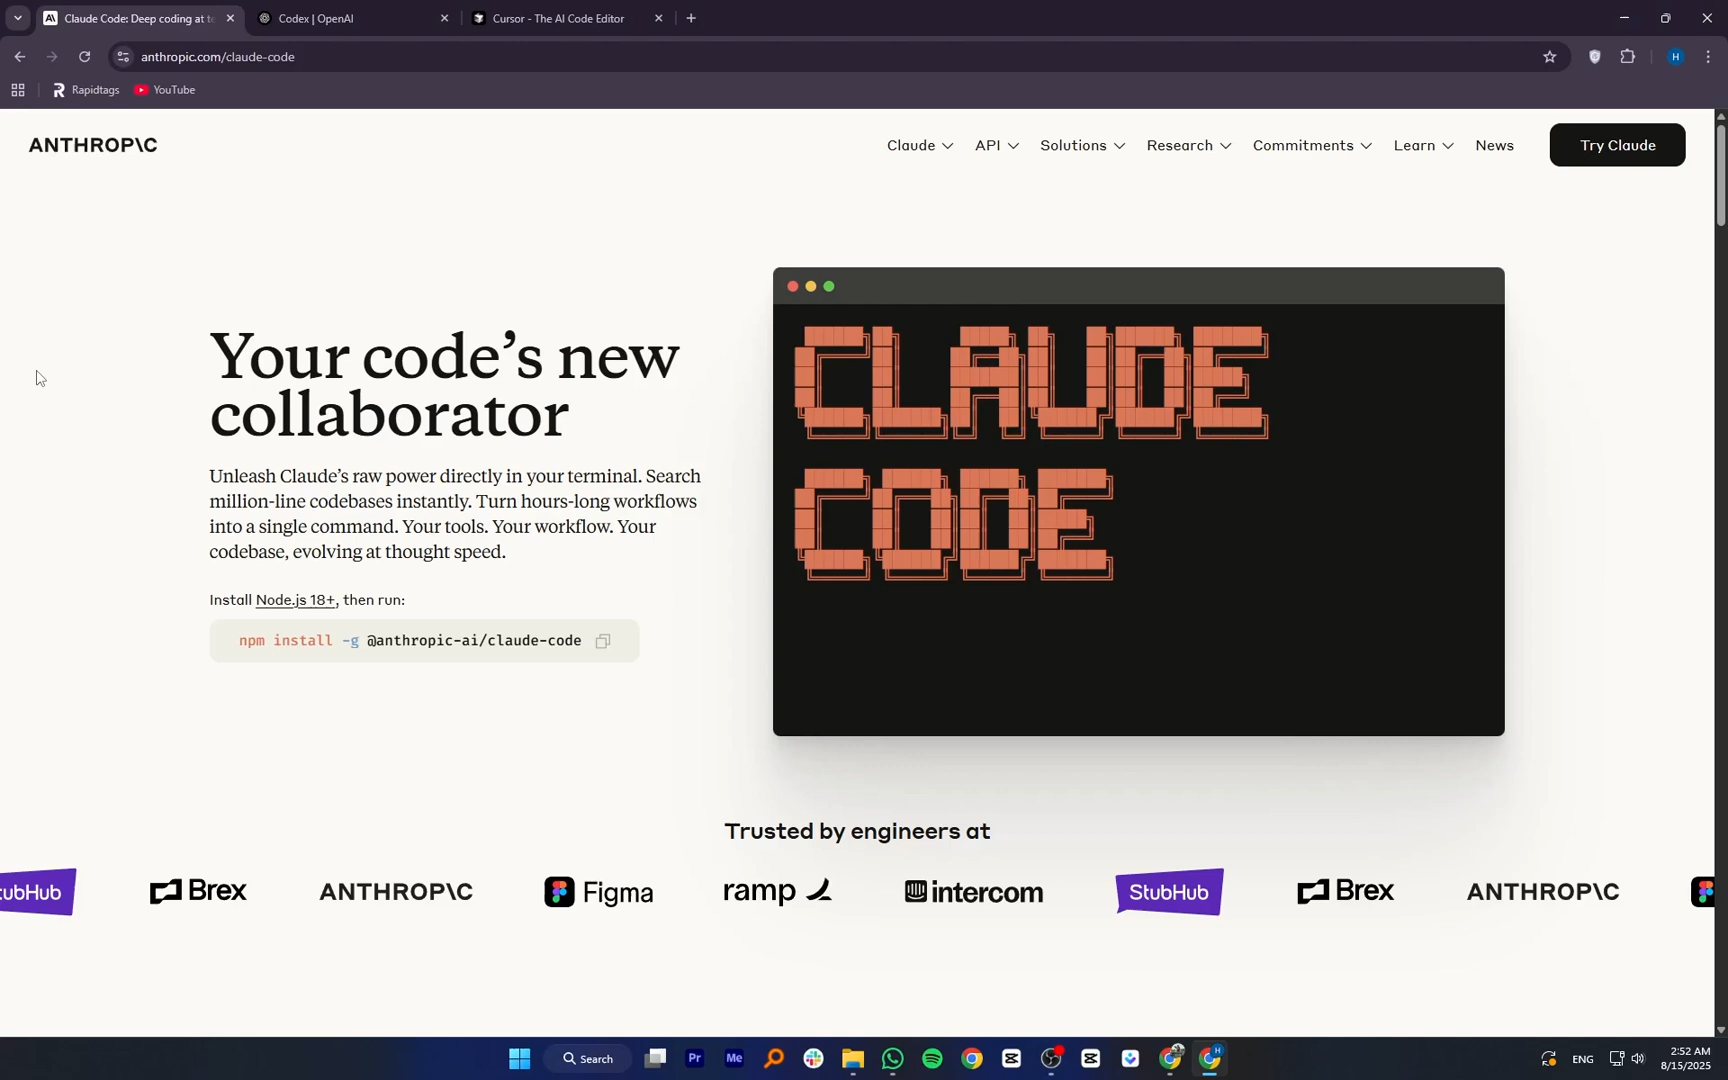 Claude Code: Deep coding at te
Codex | OpenAI
Cursor - The AI Code Editor
anthropic.com/claude-code
H
Rapidtags
YouTube
ANTHROP\C
Claude
API
Solutions
Research
Commitments
Learn
News
Try Claude
CLAUDE
CODE
Your code’s new
collaborator
Unleash Claude’s raw power directly in your terminal. Search
million-line codebases instantly. Turn hours-long workflows
into a single command. Your tools. Your workflow. Your
codebase, evolving at thought speed.
Install Node.js 18+, then run:
npm install -g @anthropic-ai/claude-code
Trusted by engineers at
tubHub
Brex
ANTHROP\C
Figma
ramp
intercom
StubHub
Brex
ANTHROP\C
Search
Pr
Me
H
ENG
2:52 AM
8/15/2025